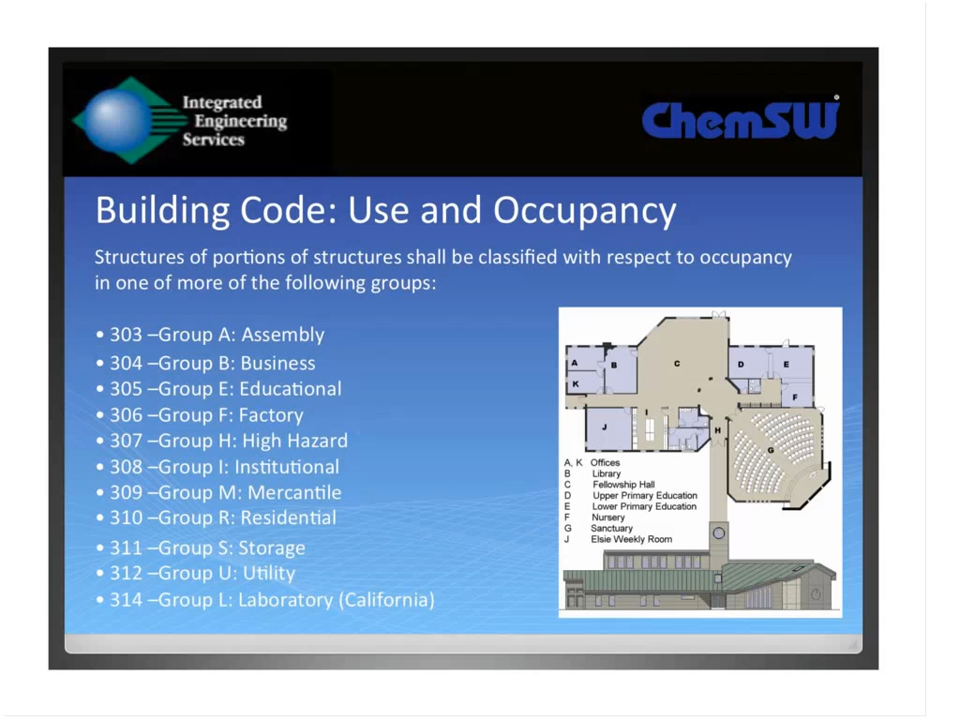 Integrated
Engineering
Services
ChemSW®
Building Code: Use and Occupancy
Structures of portions of structures shall be classified with respect to occupancy
in one of more of the following groups:
• 303 –Group A: Assembly
• 304 –Group B: Business
• 305 –Group E: Educational
• 306 –Group F: Factory
• 307 –Group H: High Hazard
• 308 –Group I: Institutional
• 309 –Group M: Mercantile
• 310 –Group R: Residential
• 311 –Group S: Storage
• 312 –Group U: Utility
• 314 –Group L: Laboratory (California)
A
B
C
D
E
K
F
J
I
H
G
A, K Offices
B Library
C Fellowship Hall
D Upper Primary Education
E Lower Primary Education
F Nursery
G Sanctuary
J Elsie Weekly Room